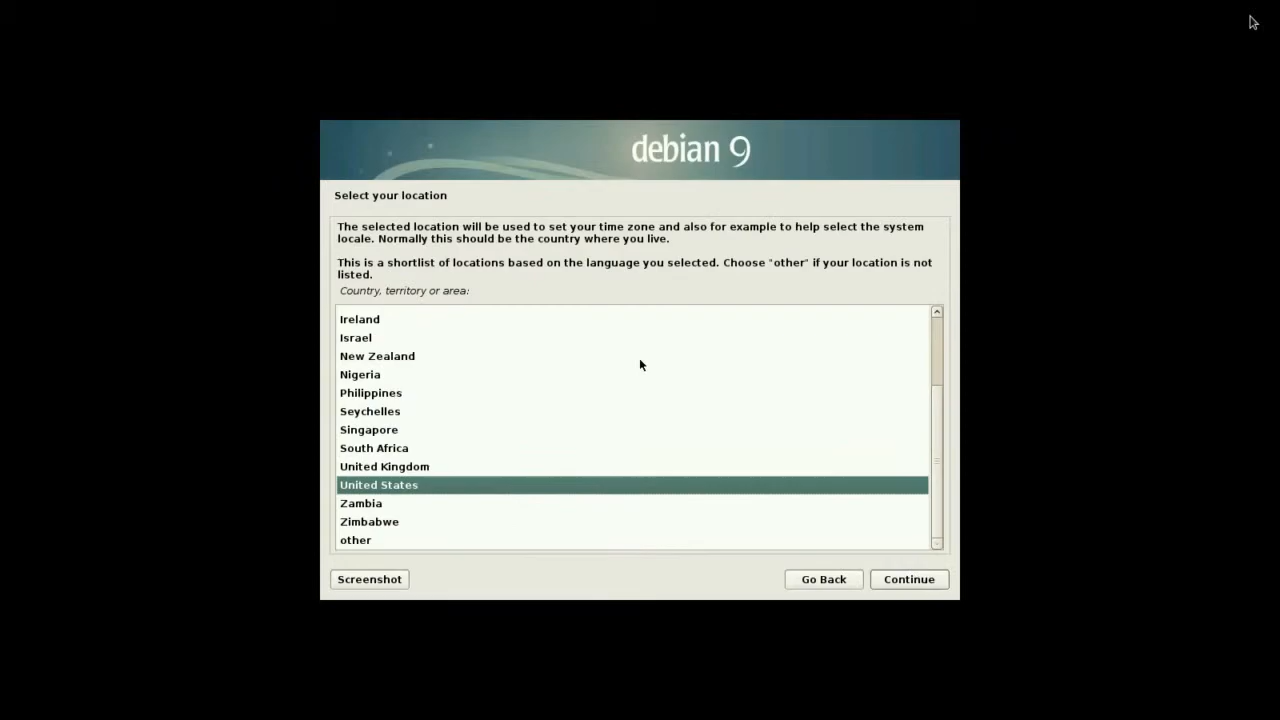 debian 9
Select your location
The selected location will be used to set your time zone and also for example to help select the system
locale. Normally this should be the country where you live.
This is a shortlist of locations based on the language you selected. Choose "other" if your location is not
listed.
Country, territory or area:
Ireland
Israel
New Zealand
Nigeria
Philippines
Seychelles
Singapore
South Africa
United Kingdom
United States
Zambia
Zimbabwe
other
Screenshot
Go Back
Continue